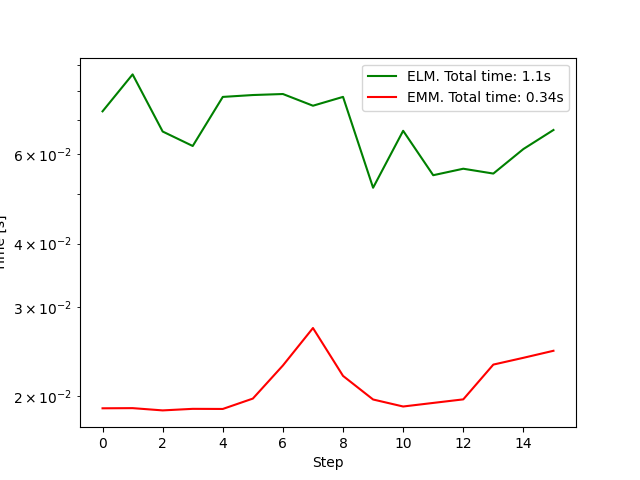 ELM. Total time: 1.1s
EMM. Total time: 0.34s
6 × 10⁻²
4 × 10⁻²
3 × 10⁻²
2 × 10⁻²
Time [s]
0 2 4 6 8 10 12 14
Step